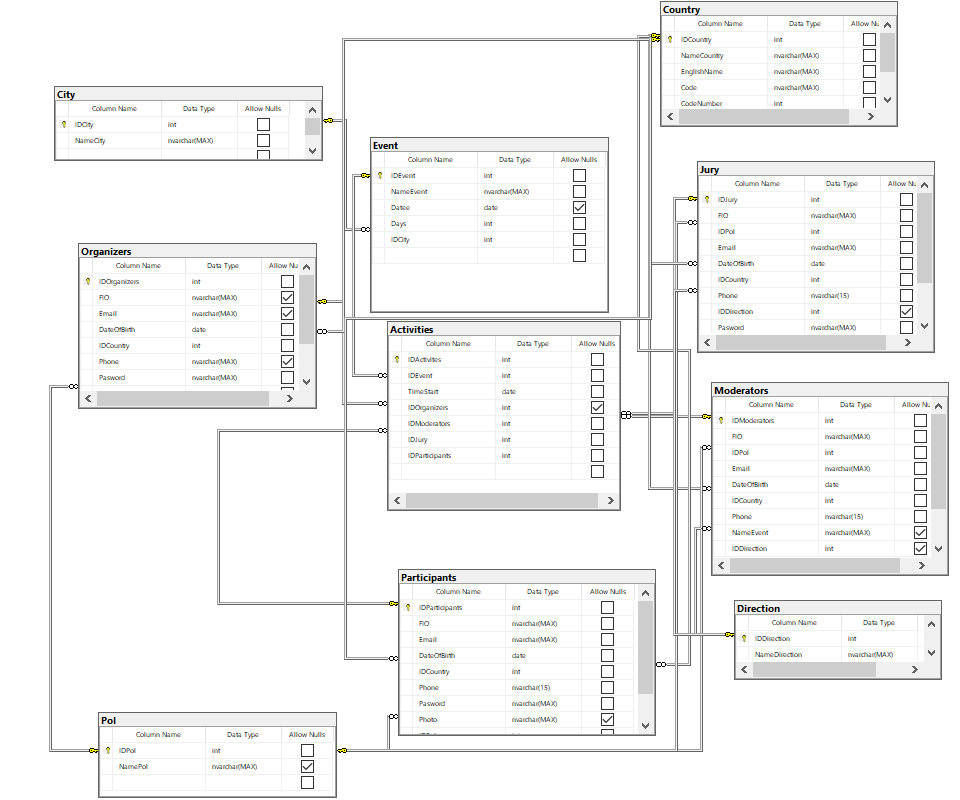 Country
Column Name Data Type Allow Nu
IDCountry int
NameCountry nvarchar(MAX)
EnglishName nvarchar(MAX)
Code nvarchar(MAX)
CodeNumber int
City
Column Name Data Type Allow Nulls
IDCity int
NameCity nvarchar(MAX)
Event
Column Name Data Type Allow Nulls
IDEvent int
NameEvent nvarchar(MAX)
Datee date
Days int
IDCity int
Jury
Column Name Data Type Allow Nu
IDJury int
FIO nvarchar(MAX)
IDPol int
Email nvarchar(MAX)
DateOfBirth date
IDCountry int
Phone nvarchar(15)
IDDirection int
Pasword nvarchar(MAX)
Organizers
Column Name Data Type Allow Nu
IDOrganizers int
FIO nvarchar(MAX)
Email nvarchar(MAX)
DateOfBirth date
IDCountry int
Phone nvarchar(MAX)
Pasword nvarchar(MAX)
Activities
Column Name Data Type Allow Nulls
IDActivites int
IDEvent int
TimeStart date
IDOrganizers int
IDModerators int
IDJury int
IDParticipants int
Moderators
Column Name Data Type Allow Nu
IDModerators int
FIO nvarchar(MAX)
IDPol int
Email nvarchar(MAX)
DateOfBirth date
IDCountry int
Phone nvarchar(15)
NameEvent nvarchar(MAX)
IDDirection int
Participants
Column Name Data Type Allow Nulls
IDParticipants int
FIO nvarchar(MAX)
Email nvarchar(MAX)
DateOfBirth date
IDCountry int
Phone nvarchar(15)
Pasword nvarchar(MAX)
Photo nvarchar(MAX)
Direction
Column Name Data Type
IDDirection int
NameDirection nvarchar(MAX)
Pol
Column Name Data Type Allow Nulls
IDPol int
NamePol nvarchar(MAX)